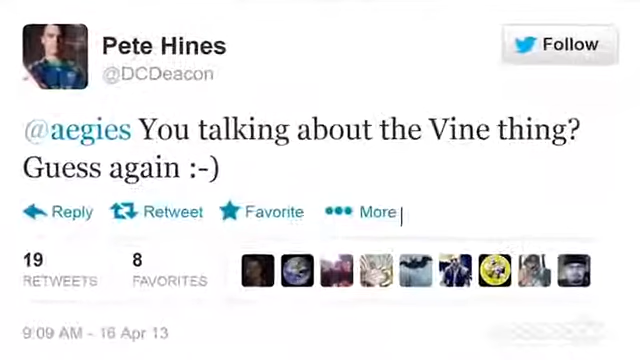 Pete Hines
@DCDeacon
Follow
@aegies You talking about the Vine thing?
Guess again :-)
Reply Retweet Favorite More
19 8
RETWEETS FAVORITES
9:09 AM - 16 Apr 13